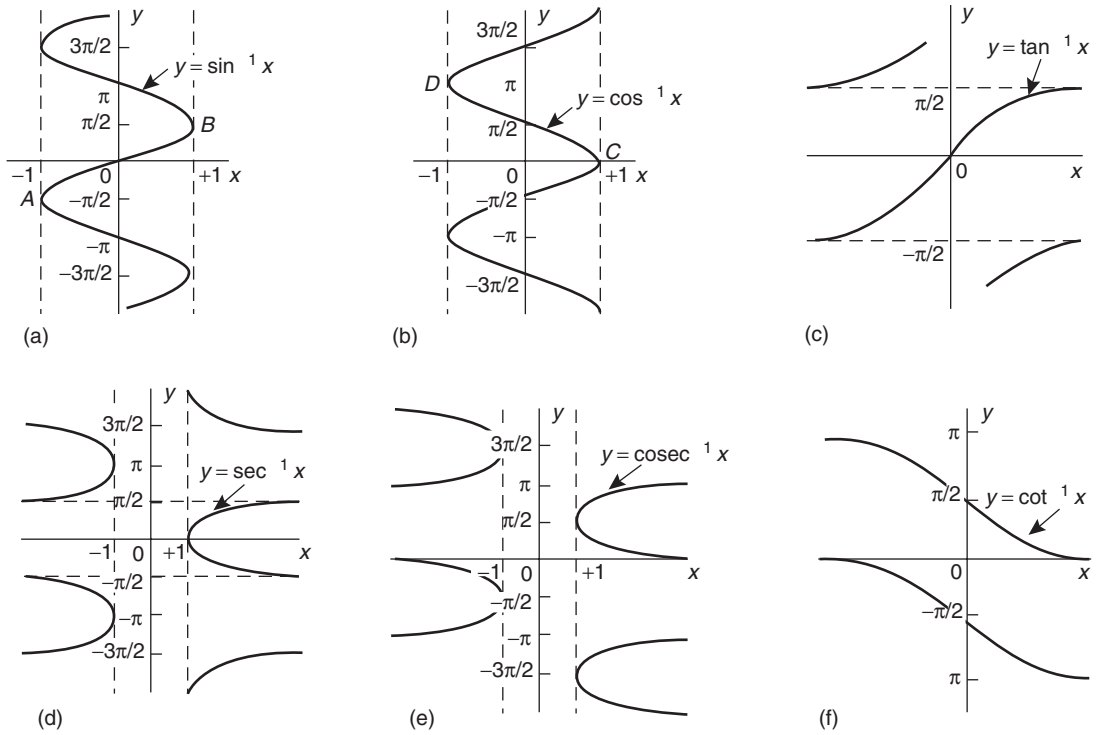 y
3π/2
y = sin 1 x
π
π/2
B
−1
0
+1 x
A
−π/2
−π
−3π/2
(a)
y
3π/2
D
π
y = cos 1 x
π/2
C
−1
0
+1 x
−π/2
−π
−3π/2
(b)
y
y = tan 1 x
π/2
0
x
−π/2
(c)
y
3π/2
π
y = sec 1 x
π/2
−1
0
+1
x
−π/2
−π
−3π/2
(d)
y
3π/2
y = cosec 1 x
π
π/2
−1
0
+1
x
−π/2
−π
−3π/2
(e)
y
π
π/2
y = cot 1 x
0
x
−π/2
π
(f)